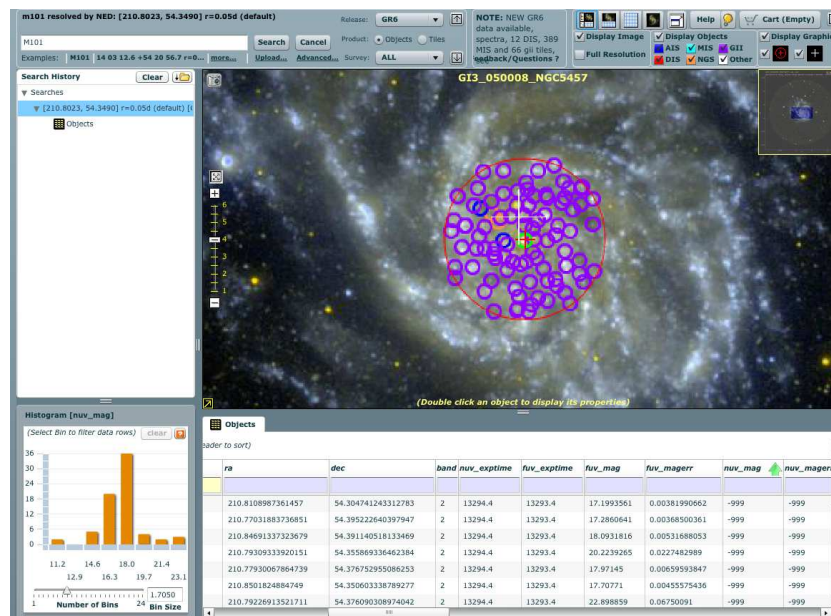 m101 resolved by NED: [210.8023, 54.3490] r=0.05d (default)
M101
Search Cancel
Examples: M101 14 03 12.6 +54 20 56.7 r=0... more... Upload... Advanced...
Release: GR6
Product: Objects Tiles
Survey: ALL
NOTE: NEW GR6
data available,
spectra, 12 DIS, 389
MIS and 66 gii tiles,
Help Cart (Empty)
Display Image Display Objects Display Graphic
Full Resolution AIS MIS GII
DIS NGS Other
Search History Clear
Searches
[210.8023, 54.3490] r=0.05d (default)
Objects
GI3_050008_NGC5457
6
5
4
3
2
1
(Double click an object to display its properties)
Histogram [nuv_mag]
(Select Bin to filter data rows) clear ?
36
30
24
18
12
6
0
11.2 14.6 18.0 21.4
12.9 16.3 19.7 23.1
1 Number of Bins 24
1.7050
Bin Size
Objects
eader to sort)
ra dec band nuv_exptime fuv_exptime fuv_mag fuv_magerr nuv_mag nuv_mager
210.8108987361457 54.304741243312783 2 13294.4 13293.4 17.1993561 0.00381990662 -999 -999
210.77031883736851 54.395222640397947 2 13294.4 13293.4 17.2860641 0.00368500361 -999 -999
210.84691337323679 54.391140518133469 2 13294.4 13293.4 18.0931816 0.00531688053 -999 -999
210.79309333920151 54.355869336462384 2 13294.4 13293.4 20.2239265 0.0227482989 -999 -999
210.77930067864739 54.376752955086253 2 13294.4 13293.4 17.97145 0.00659593847 -999 -999
210.8501824884749 54.350603338789277 2 13294.4 13293.4 17.70771 0.00455575436 -999 -999
210.79226913521711 54.376090308974042 2 13294.4 13293.4 22.898859 0.06750091 -999 -999